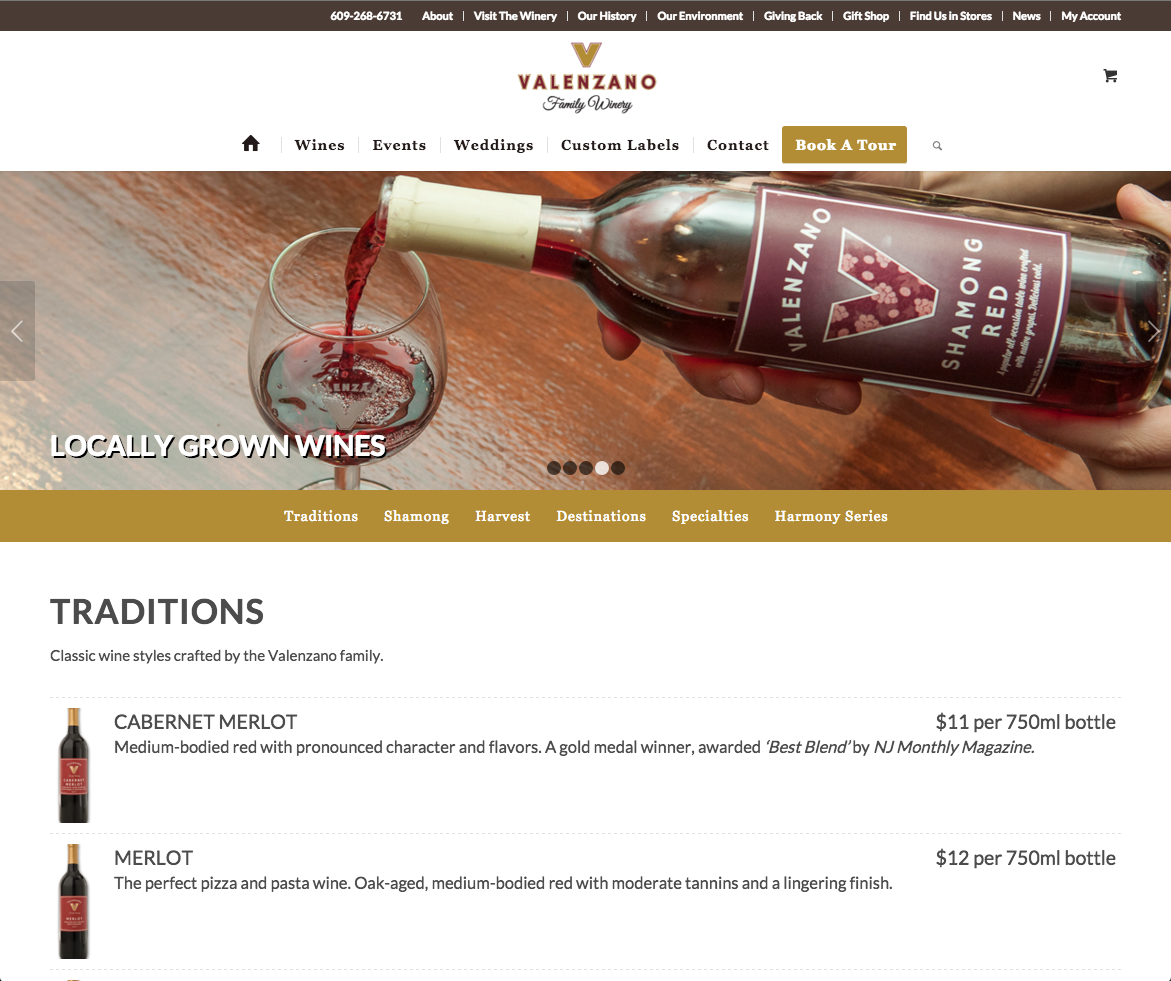 609-268-6731 About Visit The Winery Our History Our Environment Giving Back Gift Shop Find Us in Stores News My Account
VALENZANO
Family Winery
Wines Events Weddings Custom Labels Contact Book A Tour
VALENZANO
SHAMONG
RED
A popular all-occasion table wine crafted
with native grapes. Delicious cold.
LOCALLY GROWN WINES
Traditions Shamong Harvest Destinations Specialties Harmony Series
TRADITIONS
Classic wine styles crafted by the Valenzano family.
CABERNET MERLOT $11 per 750ml bottle
Medium-bodied red with pronounced character and flavors. A gold medal winner, awarded ‘Best Blend’ by NJ Monthly Magazine.
CABERNET
MERLOT
MERLOT $12 per 750ml bottle
The perfect pizza and pasta wine. Oak-aged, medium-bodied red with moderate tannins and a lingering finish.
MERLOT